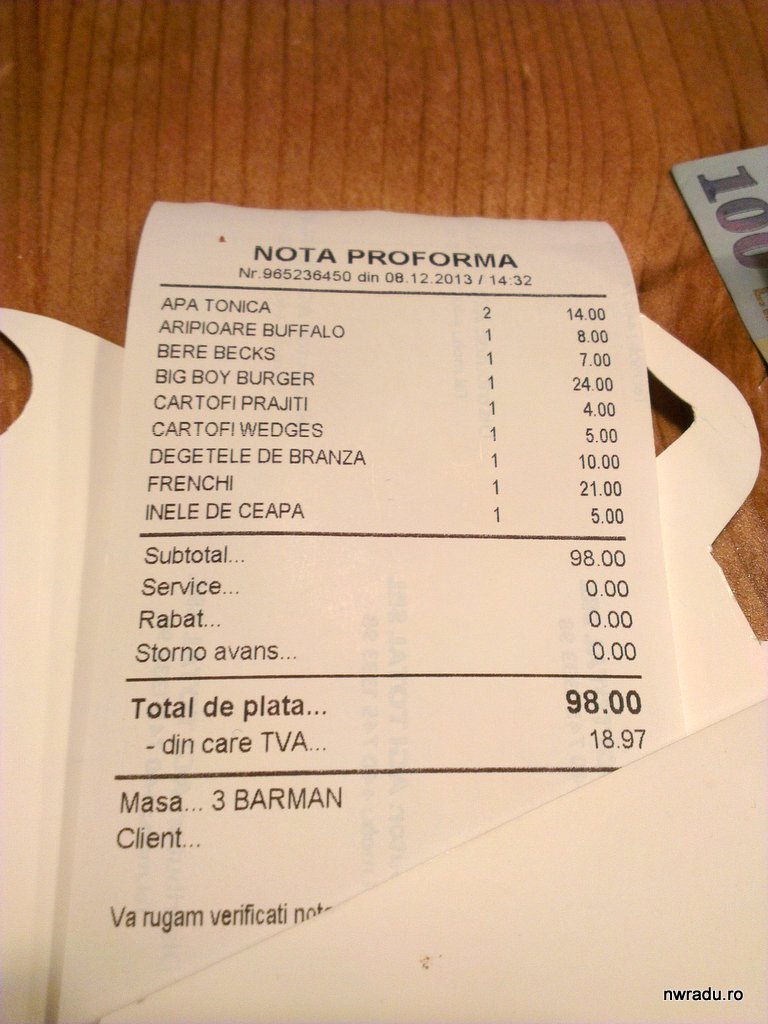 NOTA PROFORMA
Nr.965236450 din 08.12.2013 / 14:32
APA TONICA 2 14.00
ARIPIOARE BUFFALO 1 8.00
BERE BECKS 1 7.00
BIG BOY BURGER 1 24.00
CARTOFI PRAJITI 1 4.00
CARTOFI WEDGES 1 5.00
DEGETELE DE BRANZA 1 10.00
FRENCHI 1 21.00
INELE DE CEAPA 1 5.00
Subtotal... 98.00
Service... 0.00
Rabat... 0.00
Storno avans... 0.00
Total de plata... 98.00
- din care TVA... 18.97
Masa... 3 BARMAN
Client...
Va rugam verificati
100
nwradu.ro